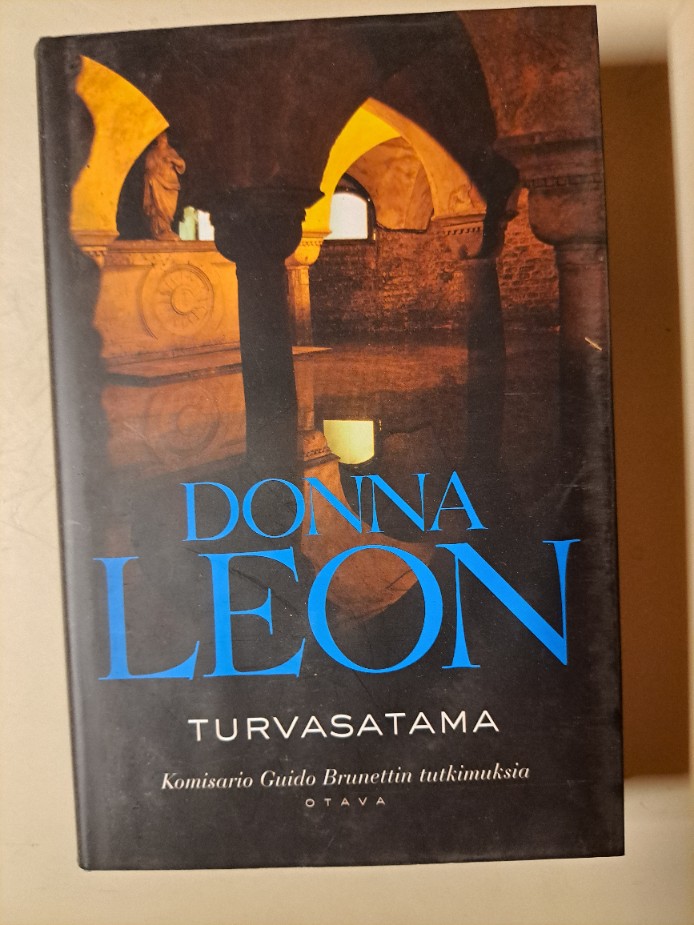 DONNA
LEON
TURVASATAMA
Komisario Guido Brunettin tutkimuksia
OTAVA